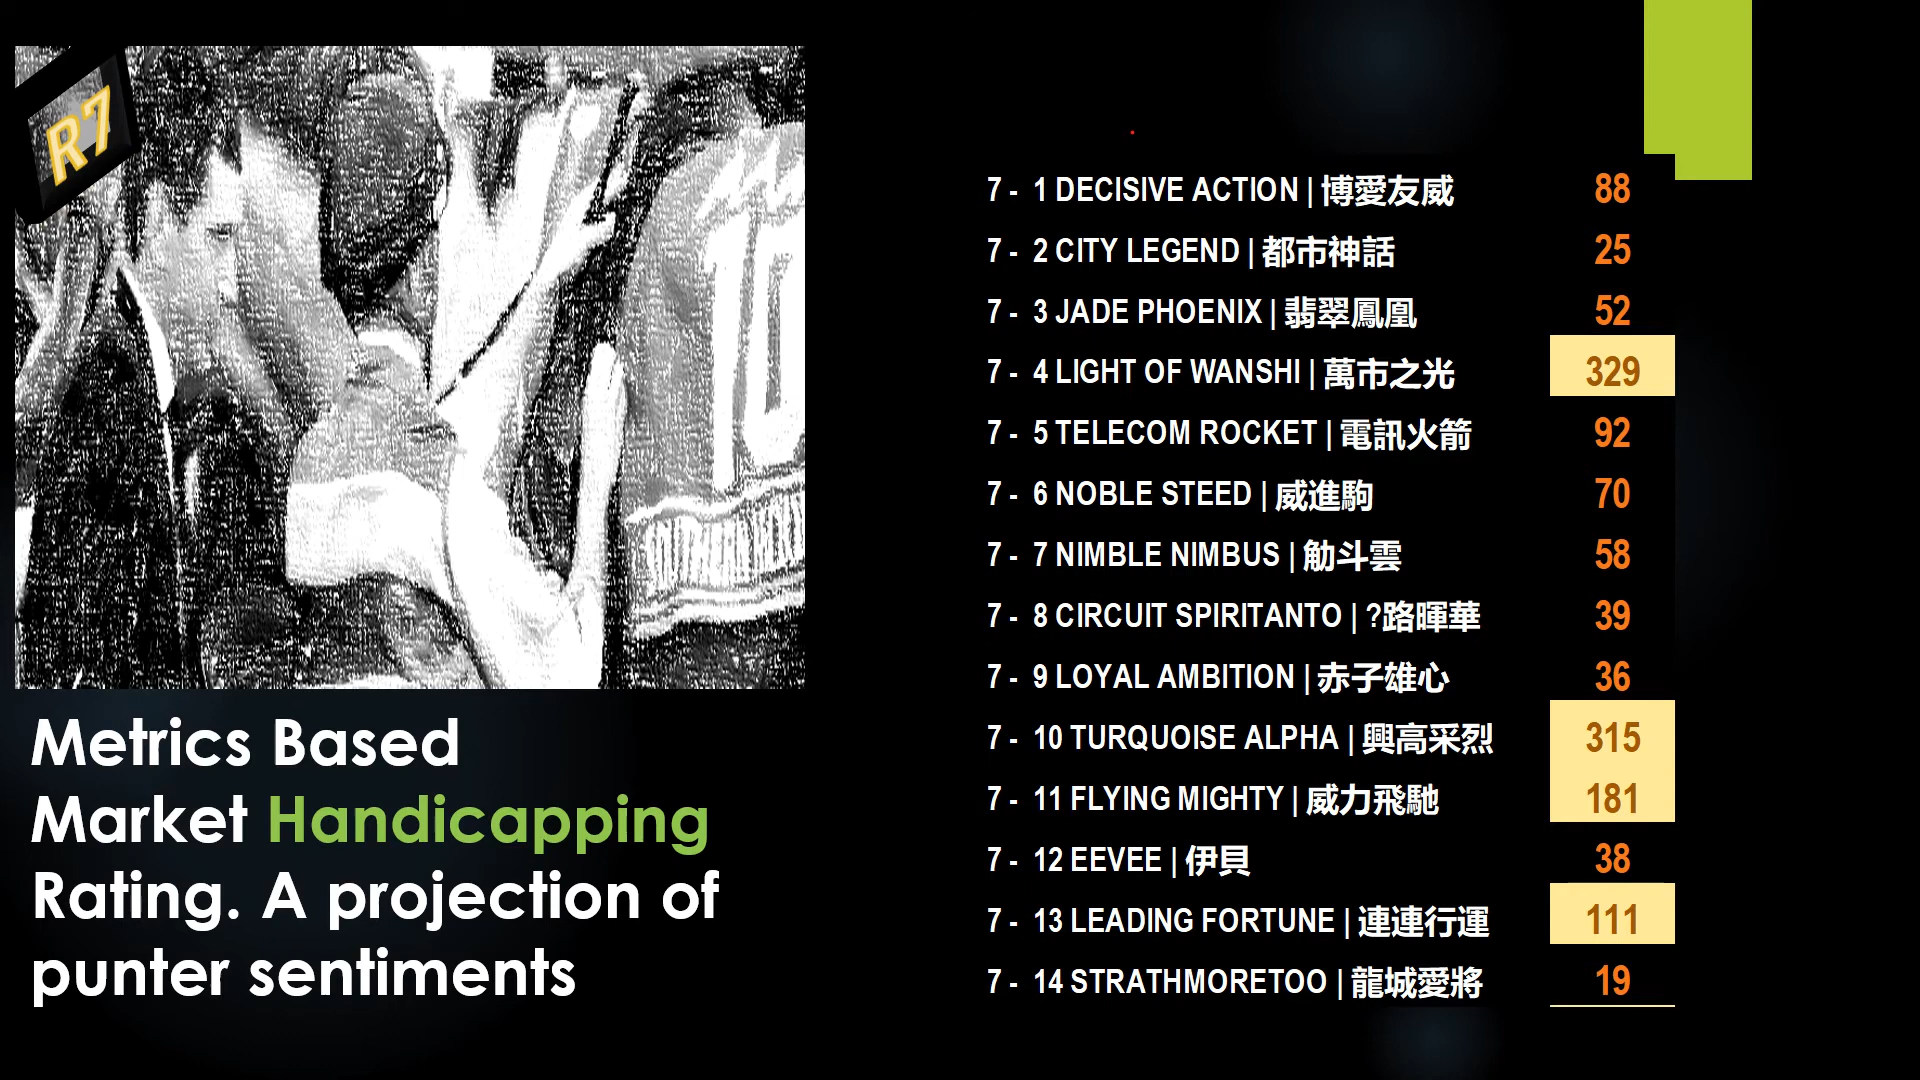 R7
7 - 1 DECISIVE ACTION | 博愛友威 88
7 - 2 CITY LEGEND | 都市神話 25
7 - 3 JADE PHOENIX | 翡翠鳳凰 52
7 - 4 LIGHT OF WANSHI | 萬市之光 329
7 - 5 TELECOM ROCKET | 電訊火箭 92
7 - 6 NOBLE STEED | 威進駒 70
7 - 7 NIMBLE NIMBUS | 觔斗雲 58
7 - 8 CIRCUIT SPIRITANTO | ?路暉華 39
7 - 9 LOYAL AMBITION | 赤子雄心 36
7 - 10 TURQUOISE ALPHA | 興高采烈 315
7 - 11 FLYING MIGHTY | 威力飛馳 181
7 - 12 EEVEE | 伊貝 38
7 - 13 LEADING FORTUNE | 連連行運 111
7 - 14 STRATHMORETOO | 龍城愛將 19
Metrics Based
Market Handicapping
Rating. A projection of
punter sentiments